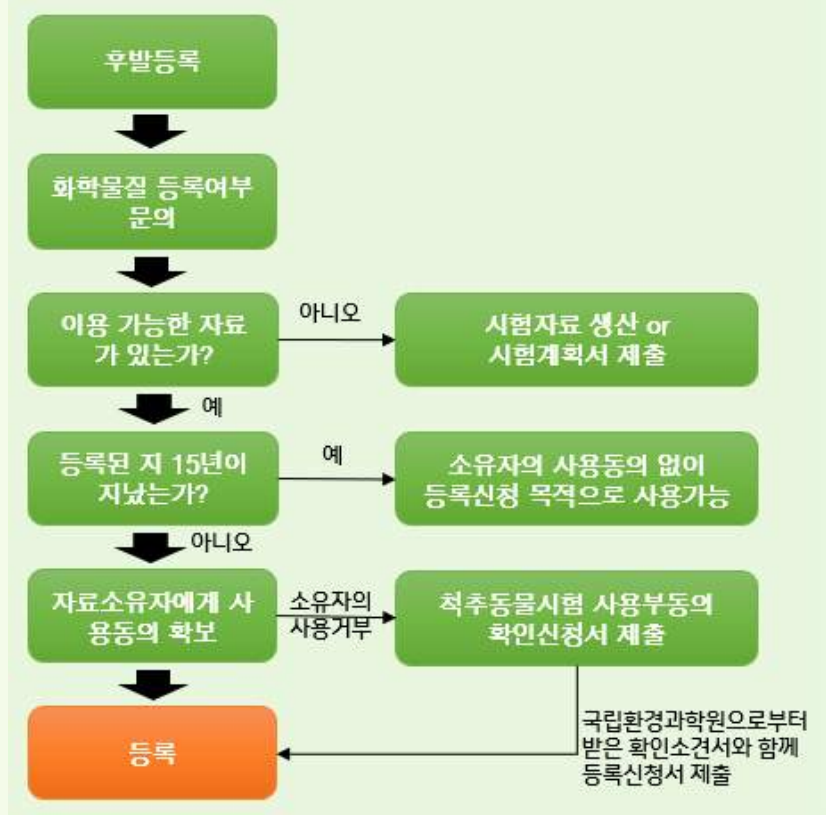 후발등록
화학물질 등록여부
문의
이용 가능한 자료
가 있는가?
아니오
시험자료 생산 or
시험계획서 제출
예
등록된 지 15년이
지났는가?
예
소유자의 사용동의 없이
등록신청 목적으로 사용가능
아니오
자료소유자에게 사
용동의 확보
소유자의
사용거부
척추동물시험 사용부동의
확인신청서 제출
등록
국립환경과학원으로부터
받은 확인소견서와 함께
등록신청서 제출